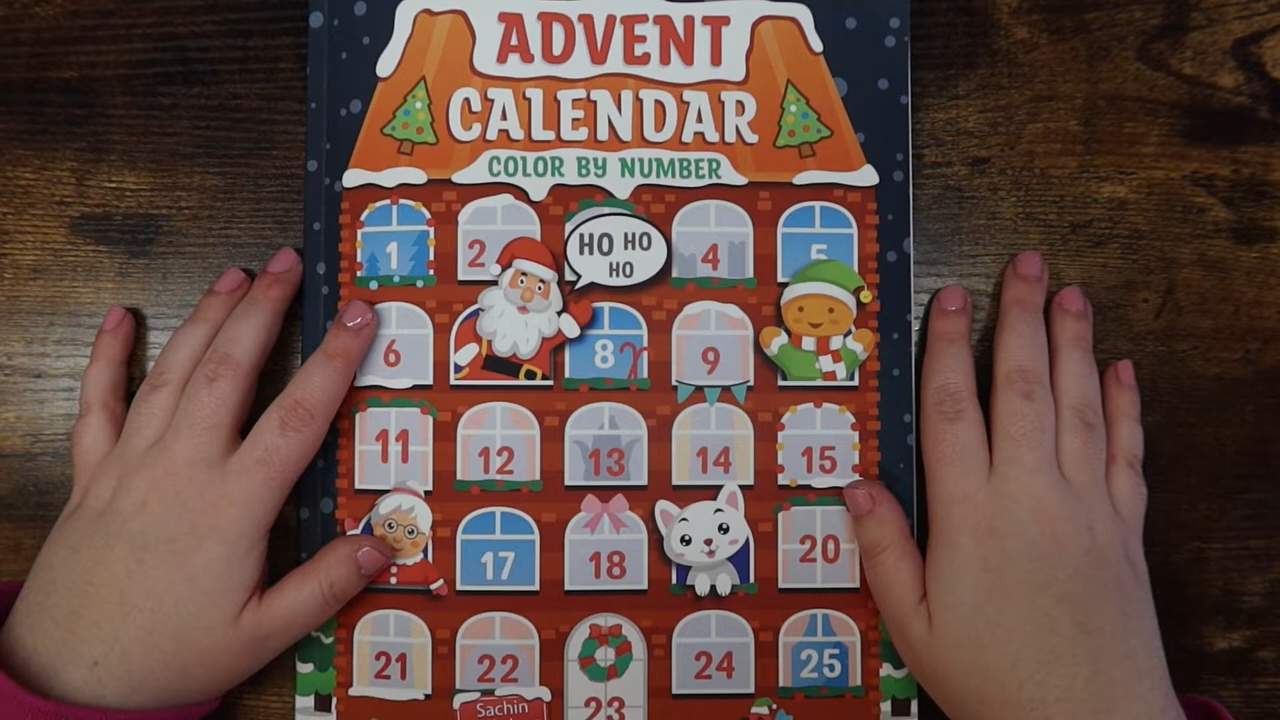 ADVENT
CALENDAR
COLOR BY NUMBER
1 2 4 5
HO HO
HO
6 8 9
11 12 13 14 15
17 18 20
21 22 23 24 25
Sachin